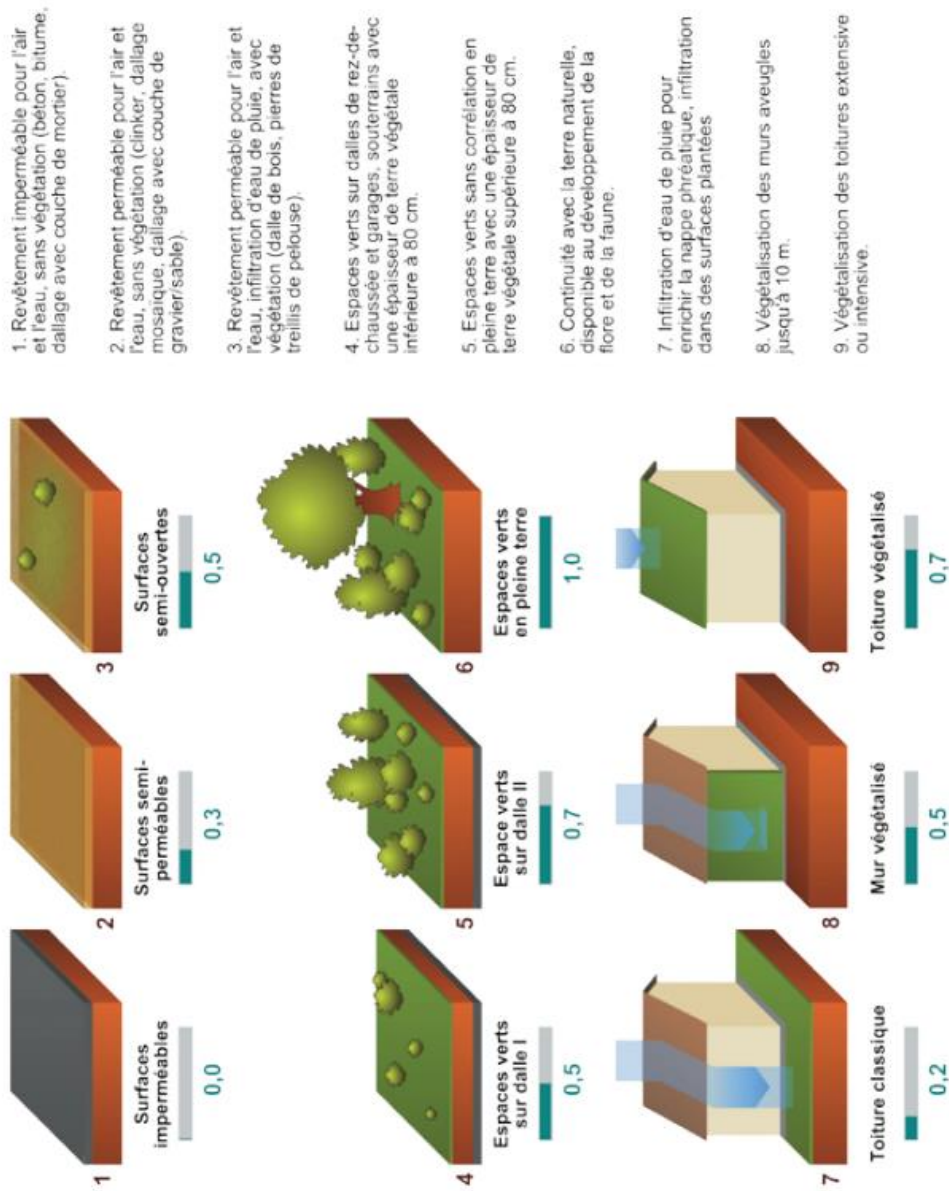 1
Surfaces
imperméables
0,0
2
Surfaces semi-
perméables
0,3
3
Surfaces
semi-ouvertes
0,5
4
Espaces verts
sur dalle I
0,5
5
Espace verts
sur dalle II
0,7
6
Espaces verts
en pleine terre
1,0
7
Toiture classique
0,2
8
Mur végétalisé
0,5
9
Toiture végétalisé
0,7
1. Revêtement imperméable pour l'air
et l'eau, sans végétation (béton, bitume,
dallage avec couche de mortier).
2. Revêtement perméable pour l'air et
l'eau, sans végétation (clinker, dallage
mosaïque, dallage avec couche de
gravier/sable).
3. Revêtement perméable pour l'air et
l'eau, infiltration d'eau de pluie, avec
végétation (dalle de bois, pierres de
treillis de pelouse).
4. Espaces verts sur dalles de rez-de-
chaussée et garages, souterrains avec
une épaisseur de terre végétale
inférieure à 80 cm.
5. Espaces verts sans corrélation en
pleine terre avec une épaisseur de
terre végétale supérieure à 80 cm.
6. Continuité avec la terre naturelle,
disponible au développement de la
flore et de la faune.
7. Infiltration d'eau de pluie pour
enrichir la nappe phréatique, infiltration
dans des surfaces plantées
8. Végétalisation des murs aveugles
jusqu'à 10 m.
9. Végétalisation des toitures extensive
ou intensive.